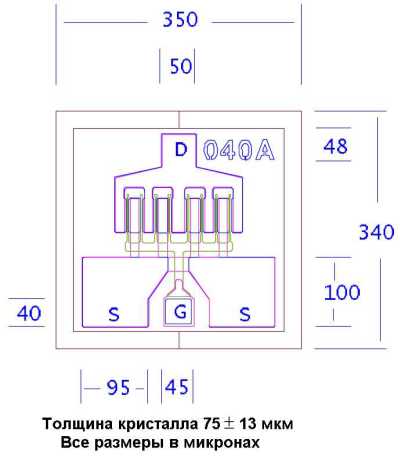 350
50
D
040A
48
340
100
40
S
G
S
95
45
Толщина кристалла 75 ± 13 мкм
Все размеры в микронах